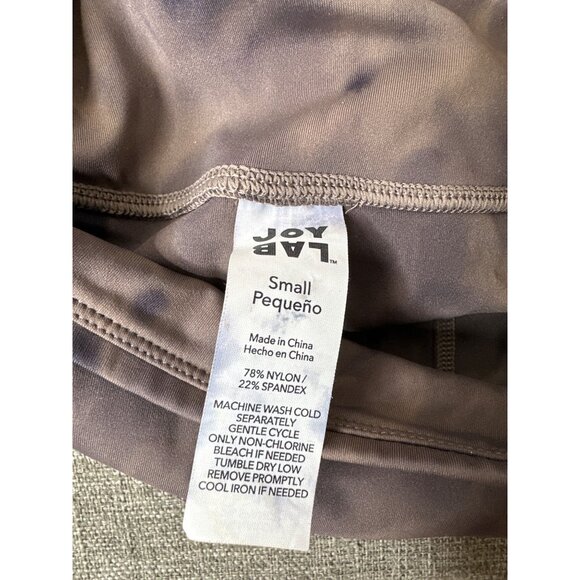 JOY
LAB™
Small
Pequeño
Made in China
Hecho en China
78% NYLON /
22% SPANDEX
MACHINE WASH COLD
SEPARATELY
GENTLE CYCLE
ONLY NON-CHLORINE
BLEACH IF NEEDED
TUMBLE DRY LOW
REMOVE PROMPTLY
COOL IRON IF NEEDED